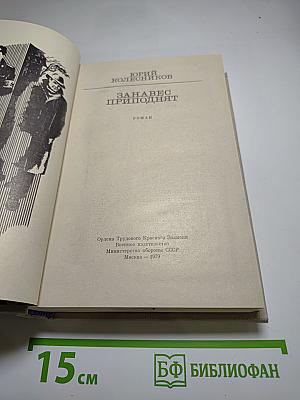 ЮРИЙ
КОЛЕСНИКОВ
ЗАНАВЕС
ПРИПОДНЯТ
РОМАН
Ордена Трудового Красного Знамени
Военное издательство
Министерства обороны СССР
Москва — 1979
15 см
БФ БИБЛИОФАН